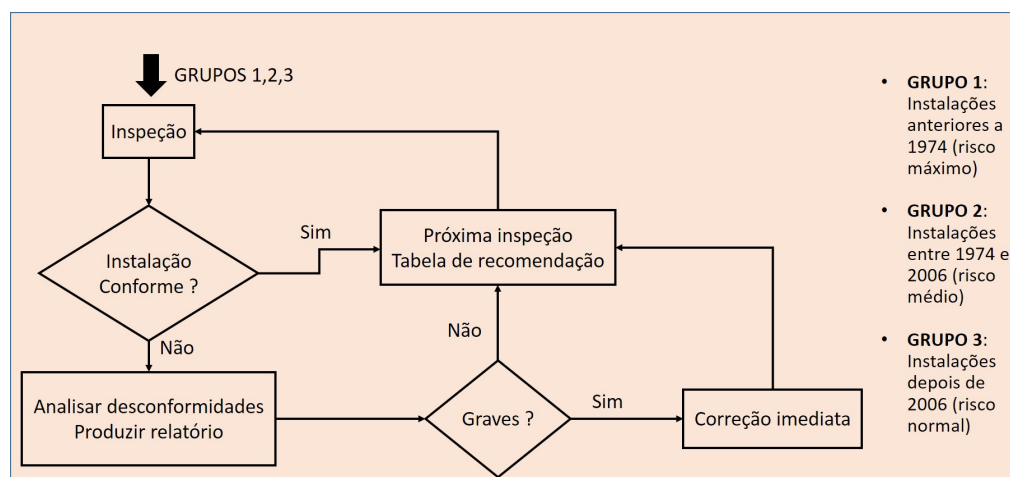 GRUPOS 1,2,3
Inspeção
Instalação
Conforme ?
Sim
Próxima inspeção
Tabela de recomendação
Não
Analisar desconformidades
Produzir relatório
Não
Graves ?
Sim
Correção imediata
• GRUPO 1:
Instalações
anteriores a
1974 (risco
máximo)
• GRUPO 2:
Instalações
entre 1974 e
2006 (risco
médio)
• GRUPO 3:
Instalações
depois de
2006 (risco
normal)